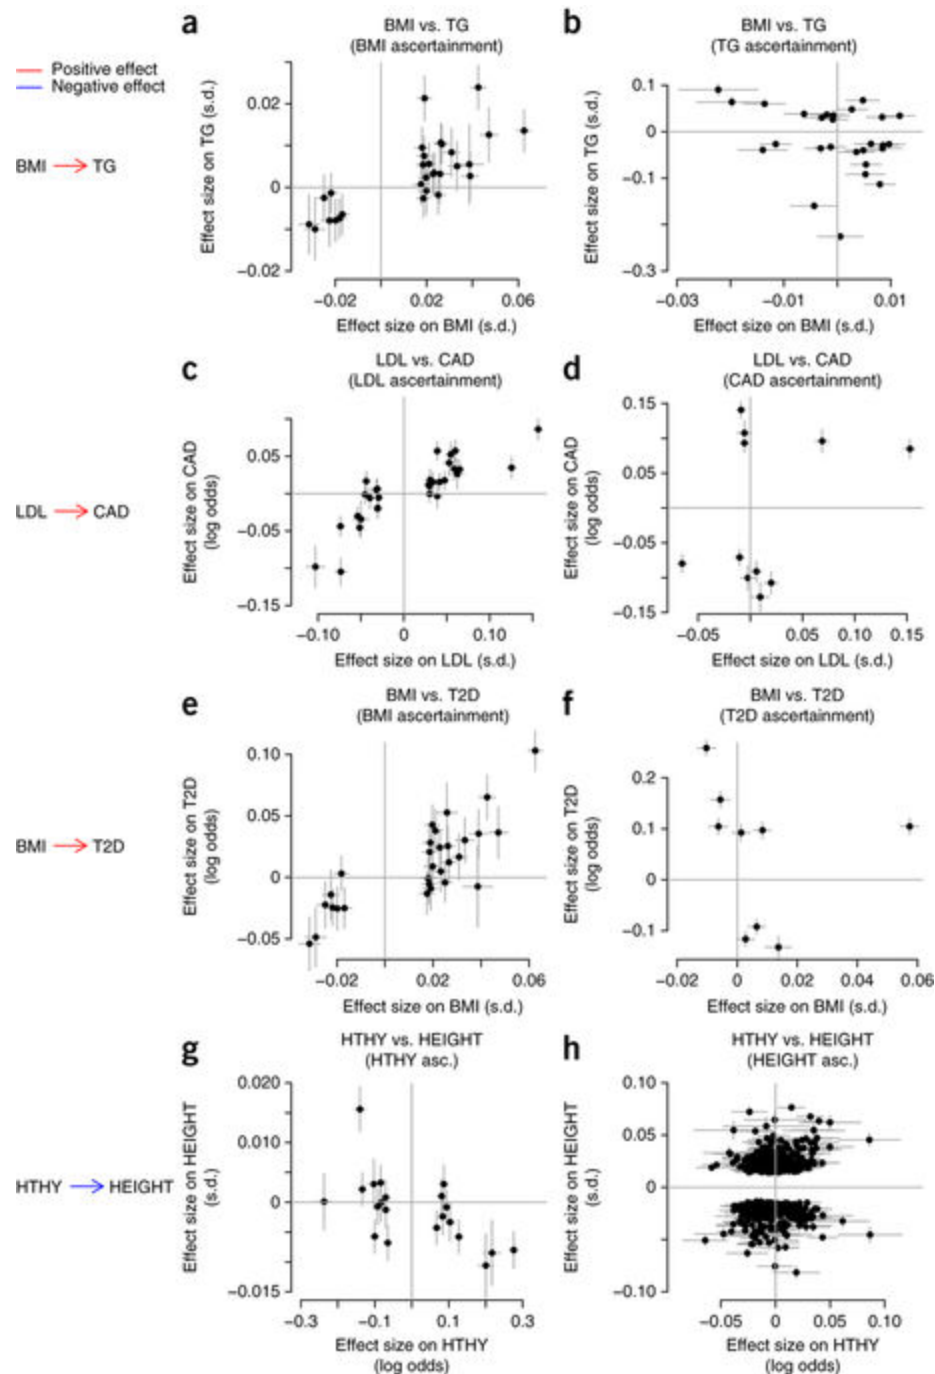 a
BMI vs. TG
(BMI ascertainment)
b
BMI vs. TG
(TG ascertainment)
Positive effect
Negative effect
BMI → TG
Effect size on TG (s.d.)
0.02
0
−0.02
−0.02
0.02
0.06
Effect size on BMI (s.d.)
Effect size on TG (s.d.)
0.1
0
−0.1
−0.3
−0.03
−0.01
0.01
Effect size on BMI (s.d.)
c
LDL vs. CAD
(LDL ascertainment)
d
LDL vs. CAD
(CAD ascertainment)
LDL → CAD
Effect size on CAD
(log odds)
0.05
−0.05
−0.15
−0.10
0
0.10
Effect size on LDL (s.d.)
Effect size on CAD
(log odds)
0.15
0.05
−0.05
−0.15
−0.05
0.05
0.10
0.15
Effect size on LDL (s.d.)
e
BMI vs. T2D
(BMI ascertainment)
f
BMI vs. T2D
(T2D ascertainment)
BMI → T2D
Effect size on T2D
(log odds)
0.10
0.05
0
−0.05
−0.02
0.02
0.06
Effect size on BMI (s.d.)
Effect size on T2D
(log odds)
0.2
0.1
0
−0.1
−0.02
0
0.02
0.04
0.06
Effect size on BMI (s.d.)
g
HTHY vs. HEIGHT
(HTHY asc.)
h
HTHY vs. HEIGHT
(HEIGHT asc.)
HTHY → HEIGHT
Effect size on HEIGHT
(s.d.)
0.020
0.010
0
−0.015
−0.3
−0.1
0.1
0.3
Effect size on HTHY
(log odds)
Effect size on HEIGHT
(s.d.)
0.10
0.05
0
−0.10
−0.05
0
0.05
0.10
Effect size on HTHY
(log odds)